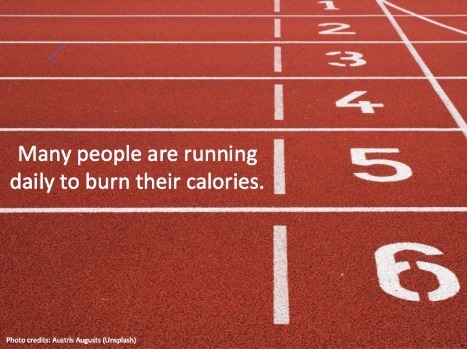 1
2
3
4
5
Many people are running
daily to burn their calories.
6
Photo credits: Austris Augusts (Unsplash)